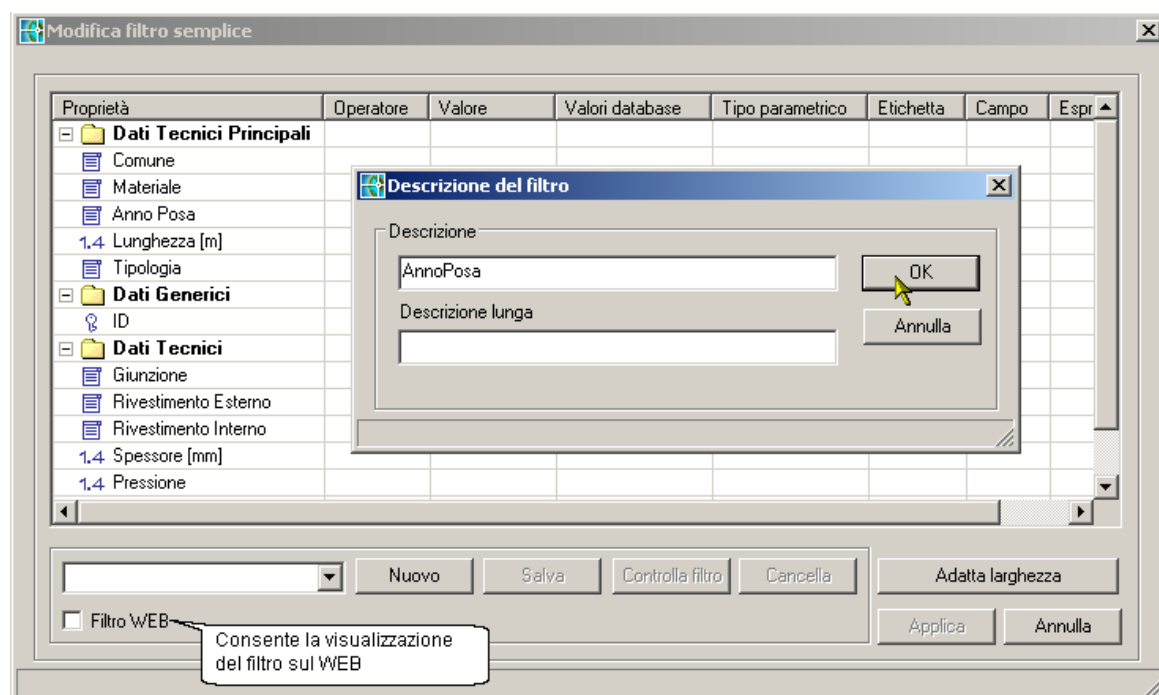 Modifica filtro semplice
Proprietà Operatore Valore Valori database Tipo parametrico Etichetta Campo Espr
Dati Tecnici Principali
Comune
Materiale
Anno Posa
1.4 Lunghezza [m]
Tipologia
Dati Generici
ID
Dati Tecnici
Giunzione
Rivestimento Esterno
Rivestimento Interno
1.4 Spessore [mm]
1.4 Pressione
Descrizione del filtro
Descrizione
AnnoPosa
OK
Descrizione lunga
Annulla
Nuovo Salva Controlla filtro Cancella Adatta larghezza
Filtro WEB
Applica Annulla
Consente la visualizzazione
del filtro sul WEB